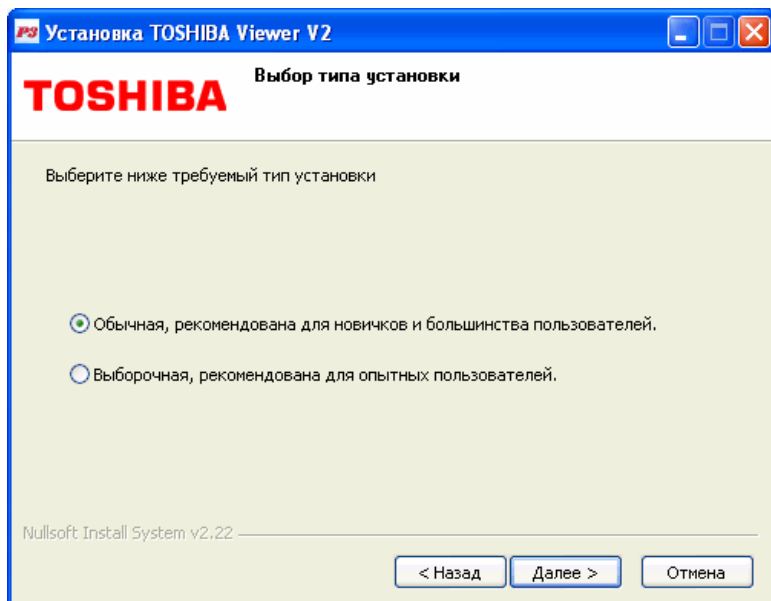 PS Установка TOSHIBA Viewer V2
TOSHIBA
Выбор типа установки
Выберите ниже требуемый тип установки
Обычная, рекомендована для новичков и большинства пользователей.
Выборочная, рекомендована для опытных пользователей.
Nullsoft Install System v2.22
< Назад
Далее >
Отмена